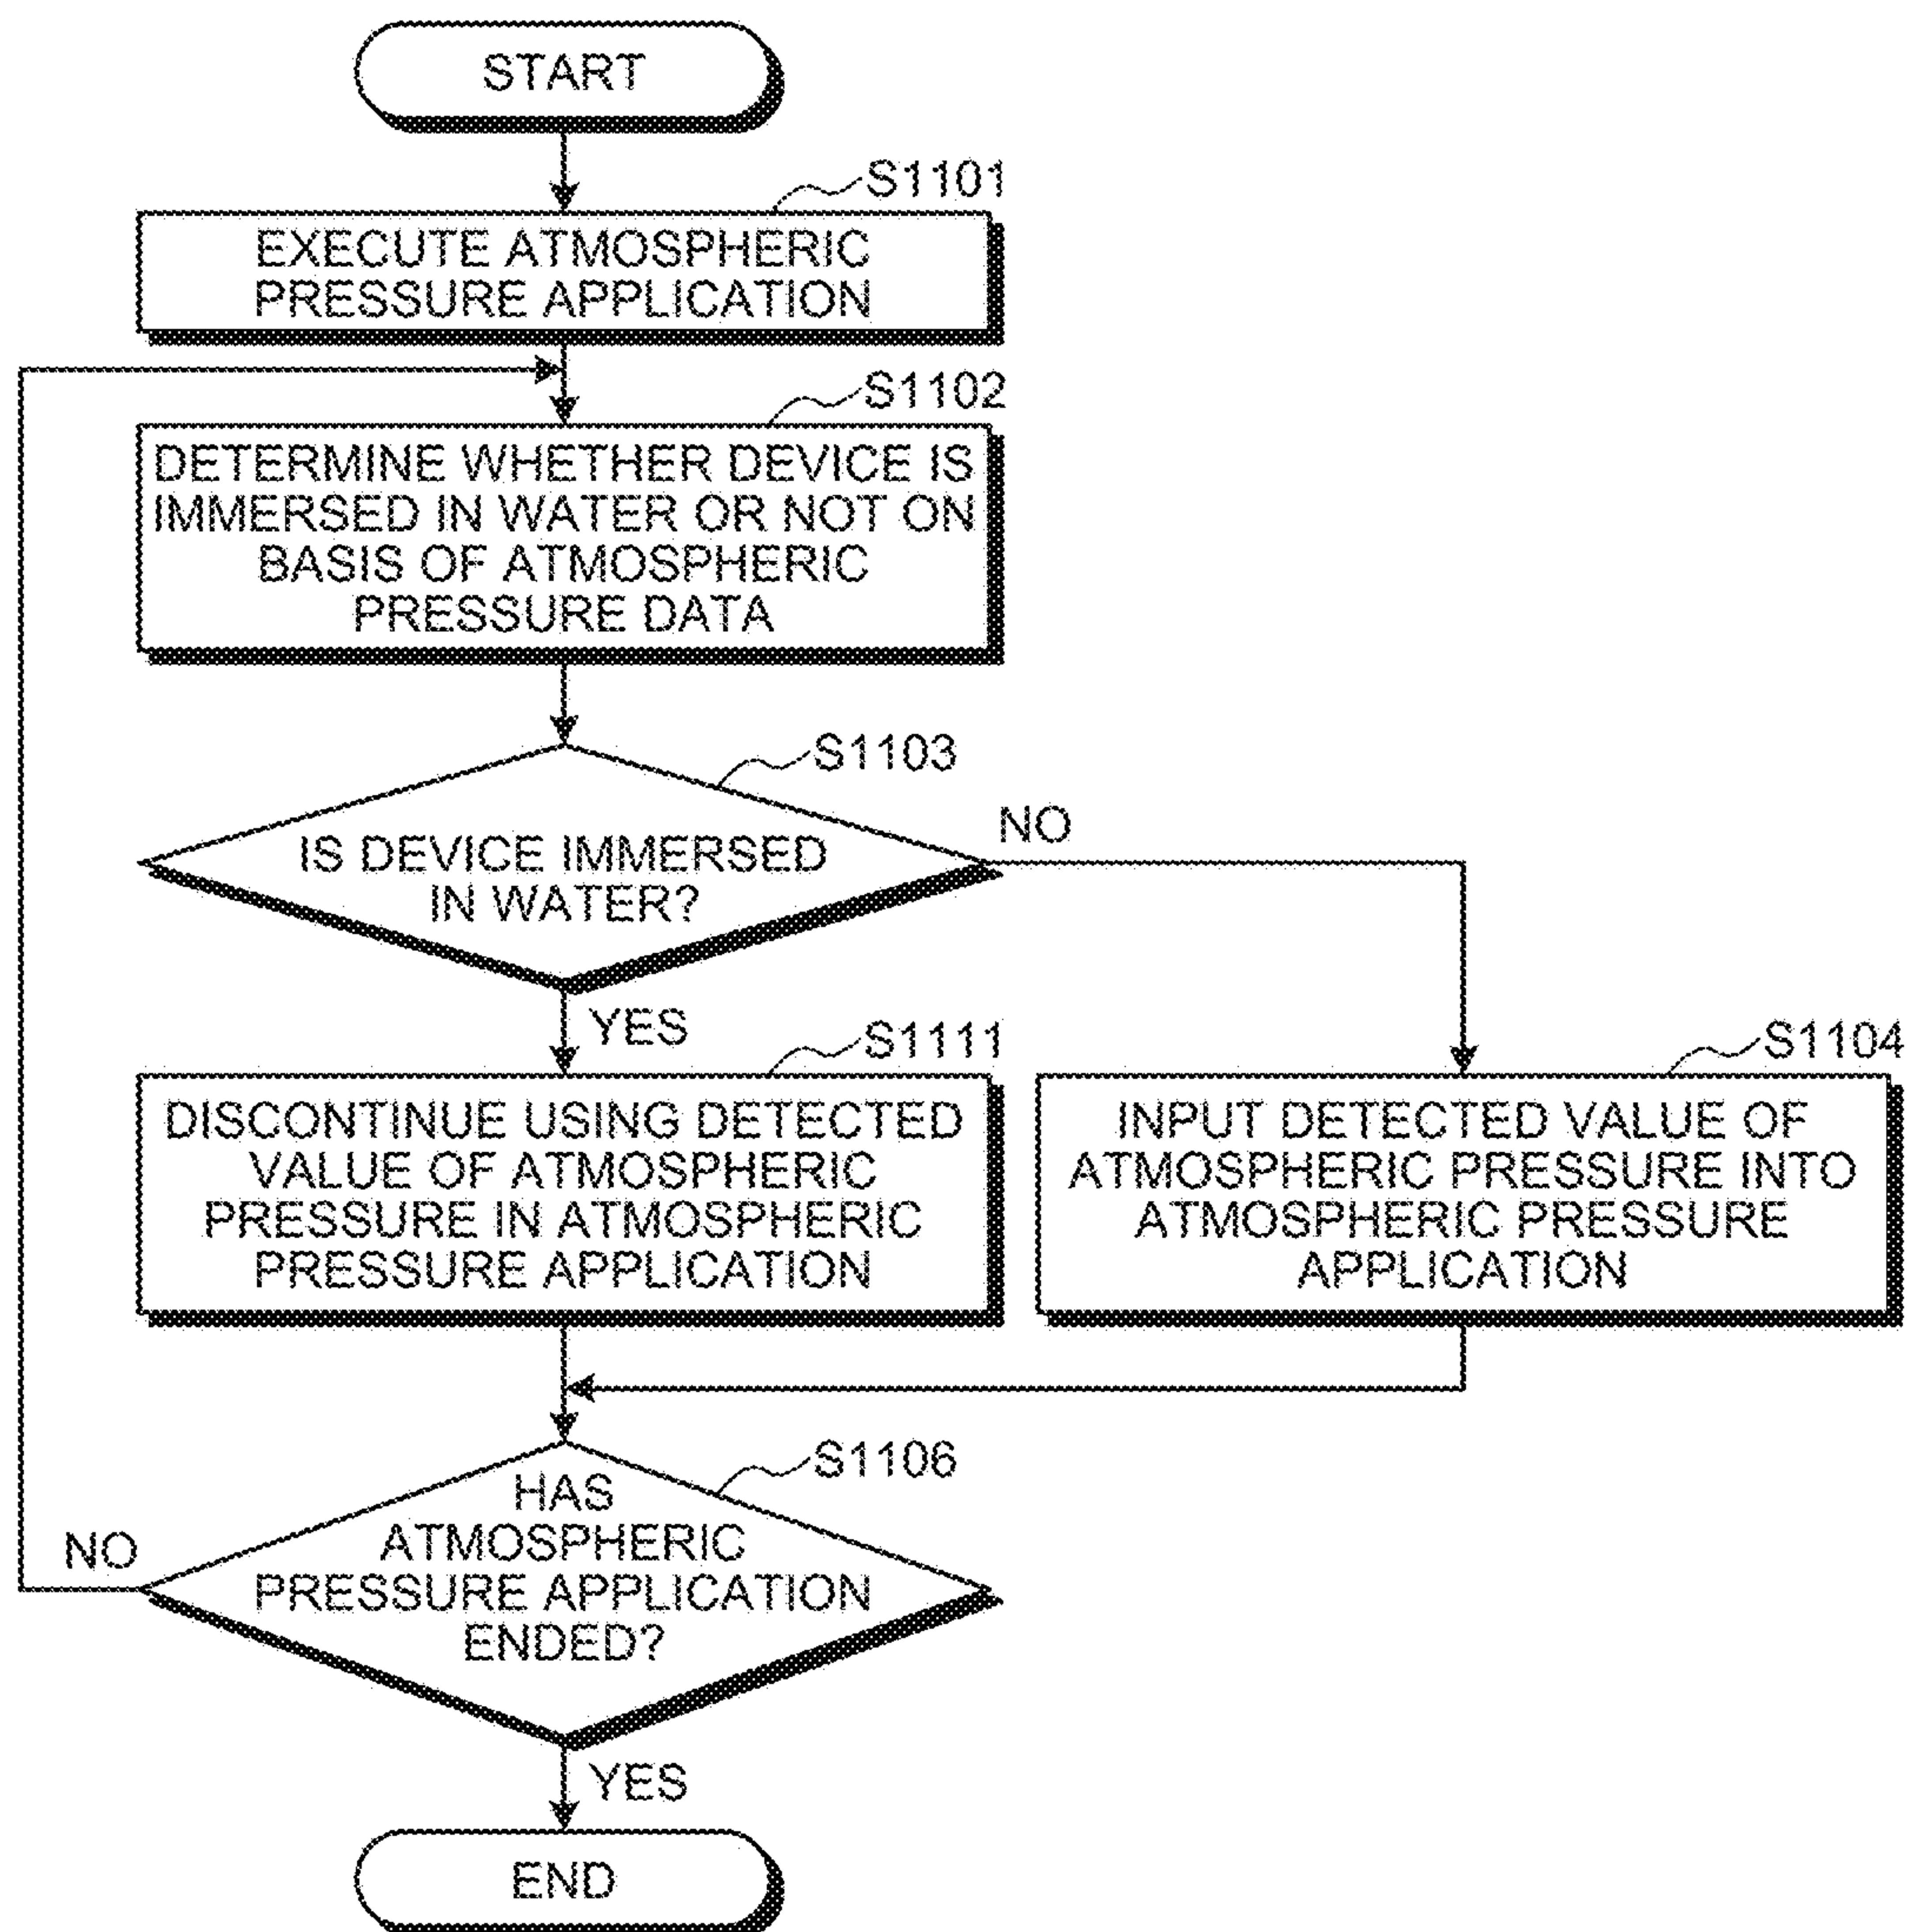 START
S1101
EXECUTE ATMOSPHERIC
PRESSURE APPLICATION
S1102
DETERMINE WHETHER DEVICE IS
IMMERSED IN WATER OR NOT ON
BASIS OF ATMOSPHERIC
PRESSURE DATA
S1103
IS DEVICE IMMERSED
IN WATER?
NO
YES
S1111
DISCONTINUE USING DETECTED
VALUE OF ATMOSPHERIC
PRESSURE IN ATMOSPHERIC
PRESSURE APPLICATION
S1104
INPUT DETECTED VALUE OF
ATMOSPHERIC PRESSURE INTO
ATMOSPHERIC PRESSURE
APPLICATION
S1106
HAS
ATMOSPHERIC
PRESSURE APPLICATION
ENDED?
NO
YES
END